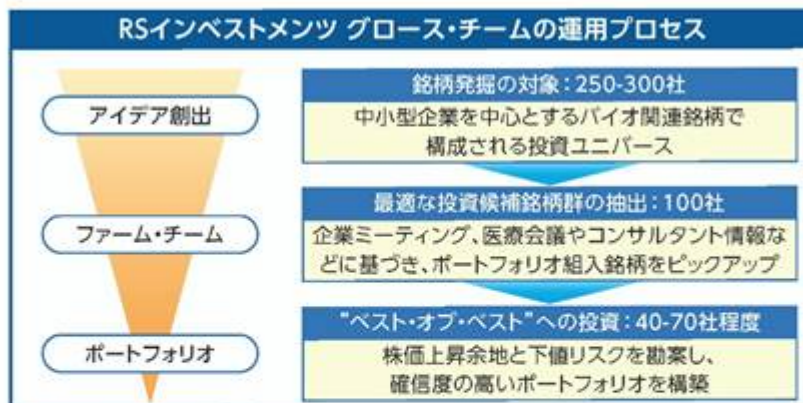 RSインベストメンツ グロース・チームの運用プロセス
アイデア創出
銘柄発掘の対象：250-300社
中小型企業を中心とするバイオ関連銘柄で
構成される投資ユニバース
ファーム・チーム
最適な投資候補銘柄群の抽出：100社
企業ミーティング、医療会議やコンサルタント情報な
どに基づき、ポートフォリオ組入銘柄をピックアップ
ポートフォリオ
"ベスト・オブ・ベスト"への投資：40-70社程度
株価上昇余地と下値リスクを勘案し、
確信度の高いポートフォリオを構築